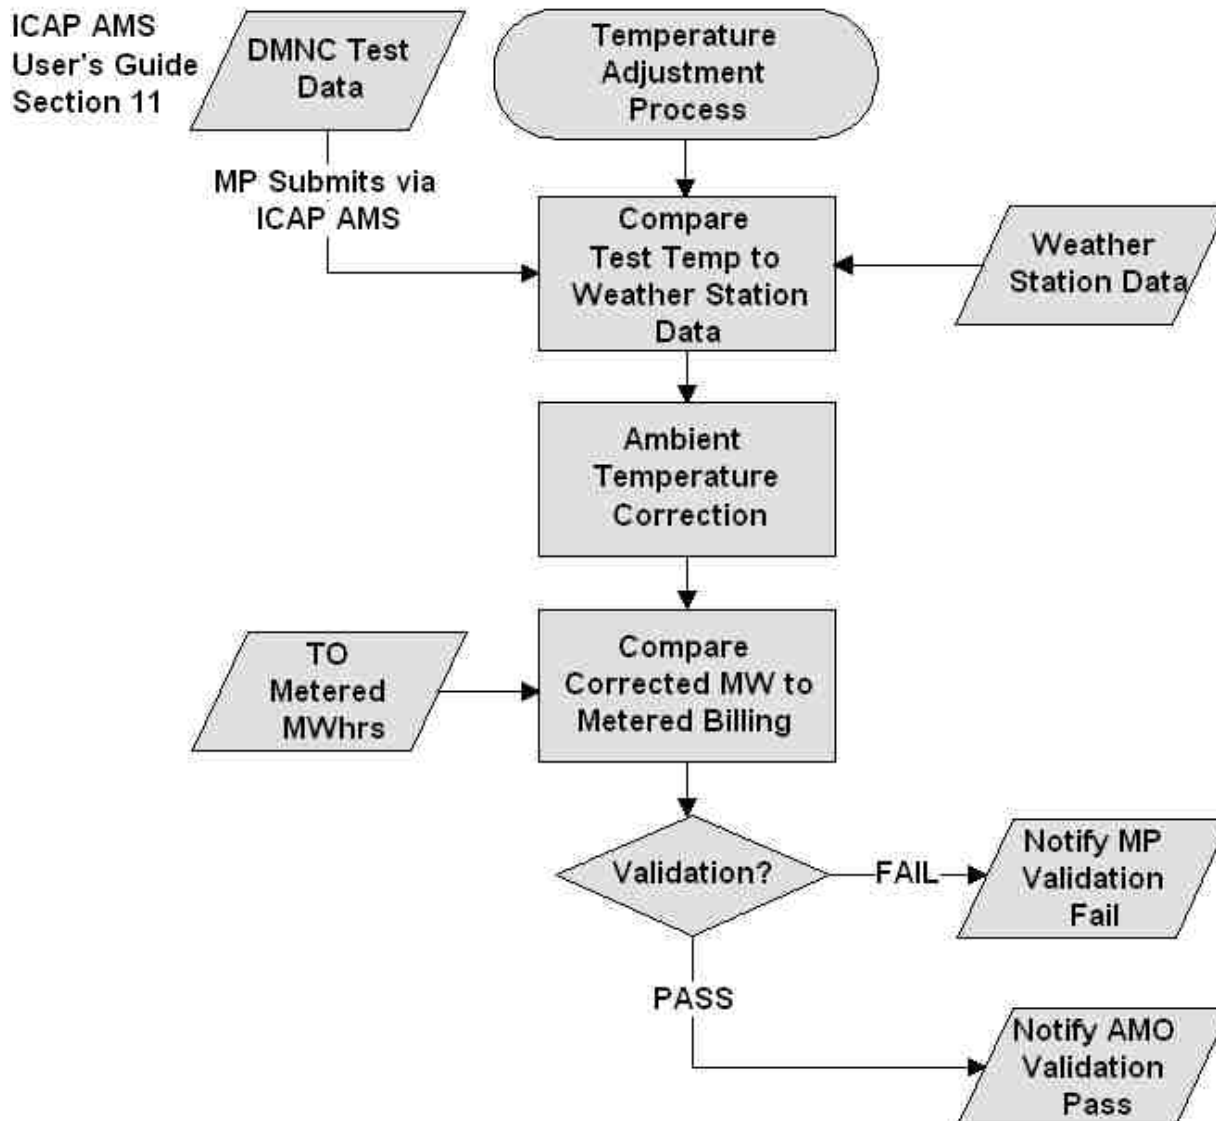 ICAP AMS
User's Guide
Section 11
DMNC Test
Data
Temperature
Adjustment
Process
MP Submits via
ICAP AMS
Compare
Test Temp to
Weather Station
Data
Weather
Station Data
Ambient
Temperature
Correction
TO
Metered
MWhrs
Compare
Corrected MW to
Metered Billing
Validation?
FAIL
Notify MP
Validation
Fail
PASS
Notify AMO
Validation
Pass